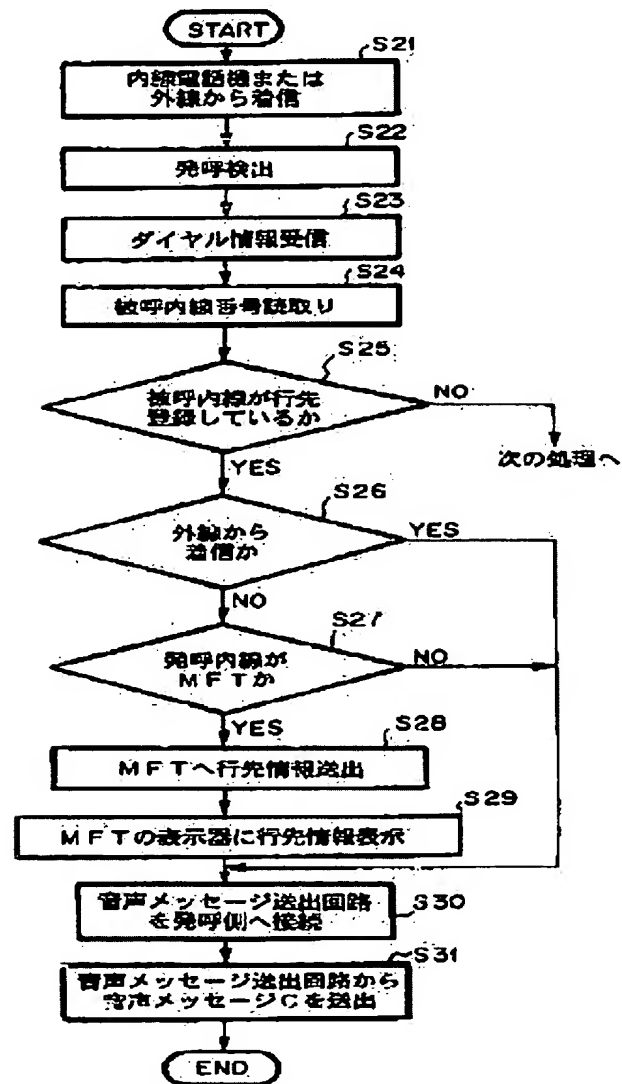 START
S21
内線電話機または
外線から着信
S22
発呼検出
S23
ダイヤル情報受信
S24
被呼内線番号読取り
S25
被呼内線が行先
登録しているか
NO
次の処理へ
YES
S26
外線から
着信か
YES
NO
S27
発呼内線が
MFTか
NO
YES
S28
MFTへ行先情報送出
S29
MFTの表示器に行先情報表示
音声メッセージ送出回路
を発呼側へ接続
S30
S31
音声メッセージ送出回路から
音声メッセージCを送出
END